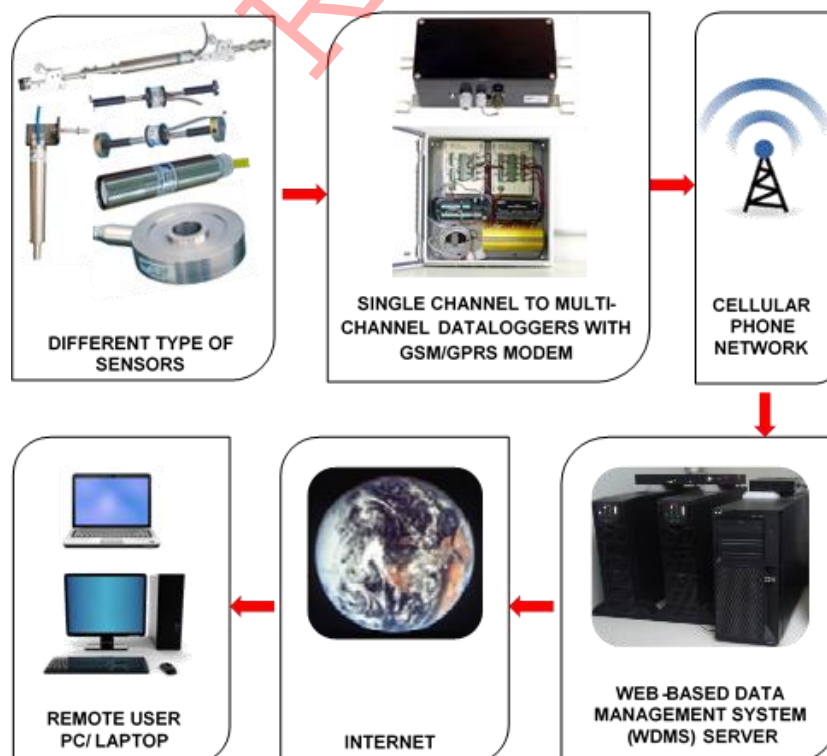 DIFFERENT TYPE OF
SENSORS
SINGLE CHANNEL TO MULTI-
CHANNEL DATALOGGERS WITH
GSM/GPRS MODEM
CELLULAR
PHONE
NETWORK
REMOTE USER
PC/ LAPTOP
INTERNET
WEB-BASED DATA
MANAGEMENT SYSTEM
(WDMS) SERVER